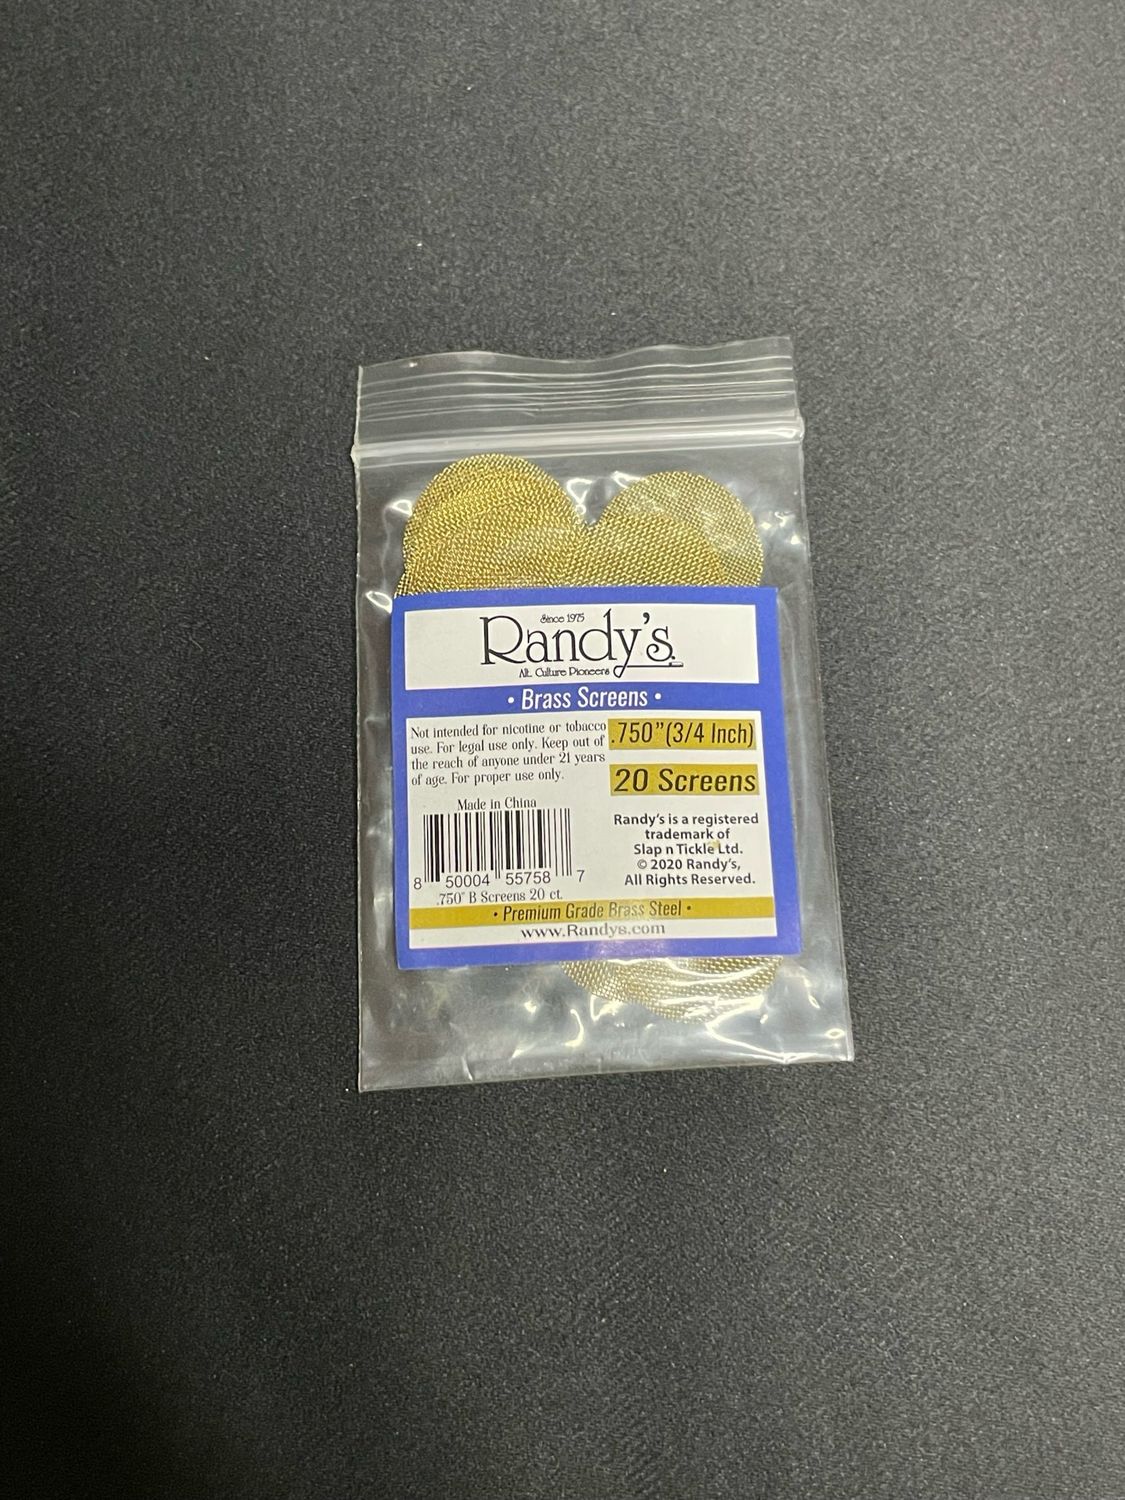 Since 1975
Randy's
Alt. Culture Pioneers
• Brass Screens •
Not intended for nicotine or tobacco
use. For legal use only. Keep out of
the reach of anyone under 21 years
of age. For proper use only.
Made in China
8 50004 55758 7
.750" B Screens 20 ct.
.750" (3/4 Inch)
20 Screens
Randy's is a registered
trademark of
Slap n Tickle Ltd.
© 2020 Randy's,
All Rights Reserved.
• Premium Grade Brass Steel •
www.Randys.com